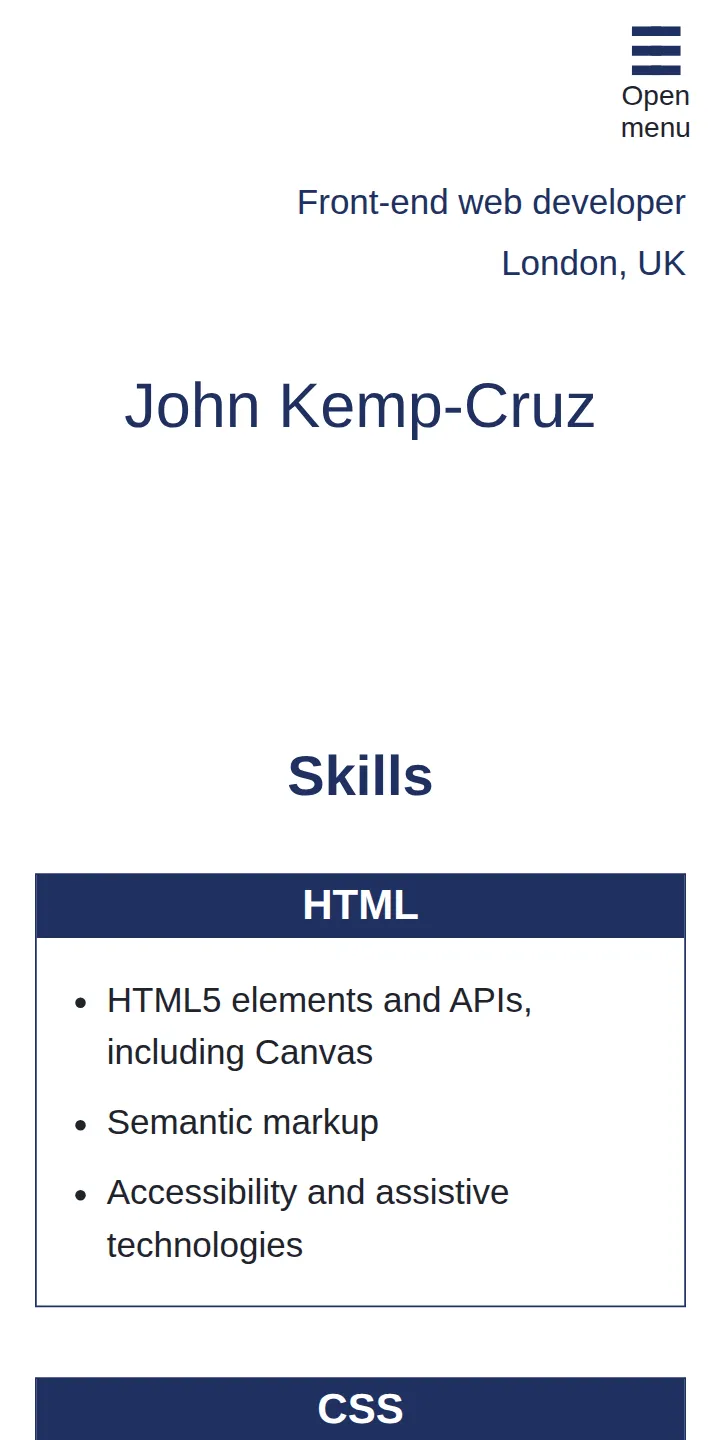 Open
menu
Front-end web developer
London, UK
John Kemp-Cruz
Skills
HTML
HTML5 elements and APIs,
including Canvas
Semantic markup
Accessibility and assistive
technologies
CSS